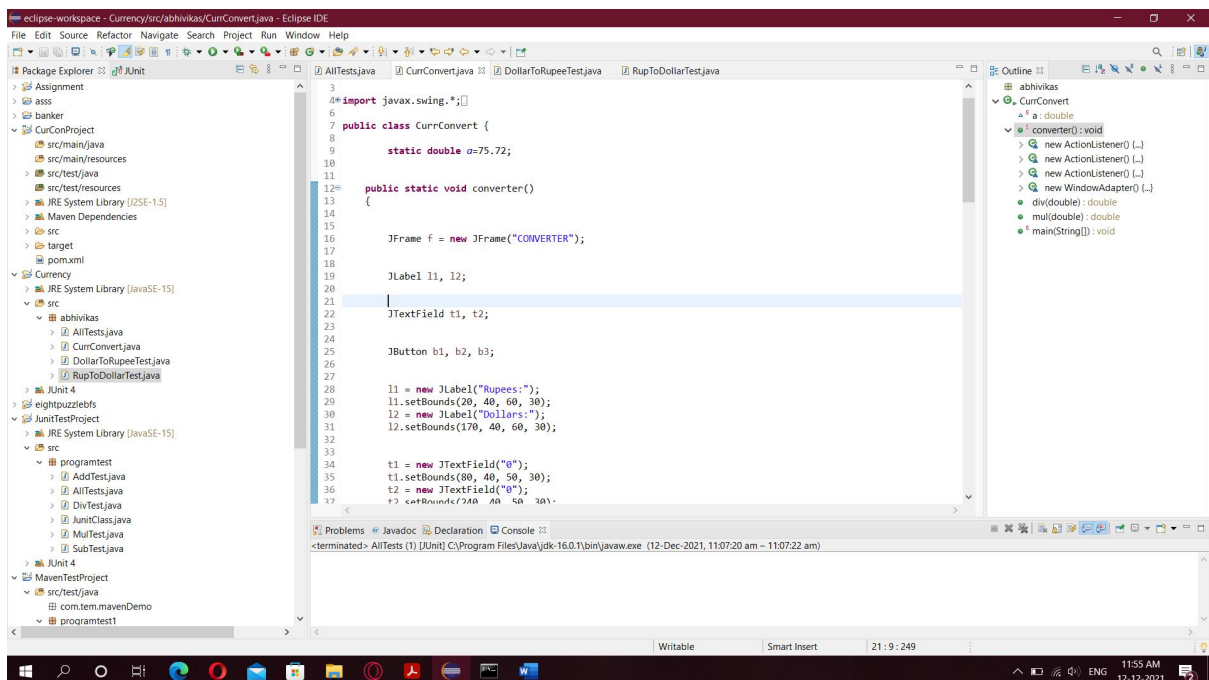 eclipse-workspace - Currency/src/abhivikas/CurrConvert.java - Eclipse IDE
File Edit Source Refactor Navigate Search Project Run Window Help
Package Explorer JUnit
Assignment
asss
banker
CurConProject
src/main/java
src/main/resources
src/test/java
src/test/resources
JRE System Library [J2SE-1.5]
Maven Dependencies
src
target
pom.xml
Currency
JRE System Library [JavaSE-15]
src
abhivikas
AllTests.java
CurrConvert.java
DollarToRupeeTest.java
RupToDollarTest.java
JUnit 4
eightpuzzlebfs
JunitTestProject
JRE System Library [JavaSE-15]
src
programtest
AddTest.java
AllTests.java
DivTest.java
JunitClass.java
MulTest.java
SubTest.java
JUnit 4
MavenTestProject
src/test/java
com.tem.mavenDemo
programtest1
AllTests.java CurrConvert.java DollarToRupeeTest.java RupToDollarTest.java
3
4 import javax.swing.*;
6
7 public class CurrConvert {
8
9 static double a=75.72;
10
11
12 public static void converter()
13 {
14
15
16 JFrame f = new JFrame("CONVERTER");
17
18
19 JLabel l1, l2;
20
21
22 JTextField t1, t2;
23
24
25 JButton b1, b2, b3;
26
27
28 l1 = new JLabel("Rupees:");
29 l1.setBounds(20, 40, 60, 30);
30 l2 = new JLabel("Dollars:");
31 l2.setBounds(170, 40, 60, 30);
32
33
34 t1 = new JTextField("0");
35 t1.setBounds(80, 40, 50, 30);
36 t2 = new JTextField("0");
37 t2.setBounds(240, 40, 50, 30);
Outline
abhivikas
CurrConvert
a : double
converter() : void
new ActionListener() {...}
new ActionListener() {...}
new ActionListener() {...}
new WindowAdapter() {...}
div(double) : double
mul(double) : double
main(String[]) : void
Problems Javadoc Declaration Console
<terminated> AllTests (1) [JUnit] C:\Program Files\Java\jdk-16.0.1\bin\javaw.exe (12-Dec-2021, 11:07:20 am – 11:07:22 am)
Writable Smart Insert 21 : 9 : 249
ENG 11:55 AM
12-12-2021